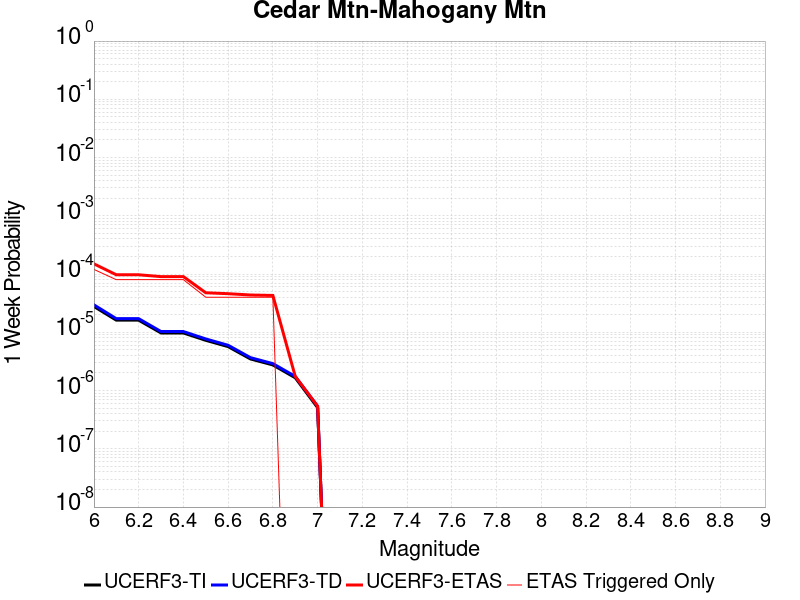 Cedar Mtn-Mahogany Mtn
10^0
10^-1
10^-2
10^-3
10^-4
10^-5
10^-6
10^-7
10^-8
1 Week Probability
6 6.2 6.4 6.6 6.8 7 7.2 7.4 7.6 7.8 8 8.2 8.4 8.6 8.8 9
Magnitude
UCERF3-TI UCERF3-TD UCERF3-ETAS ETAS Triggered Only